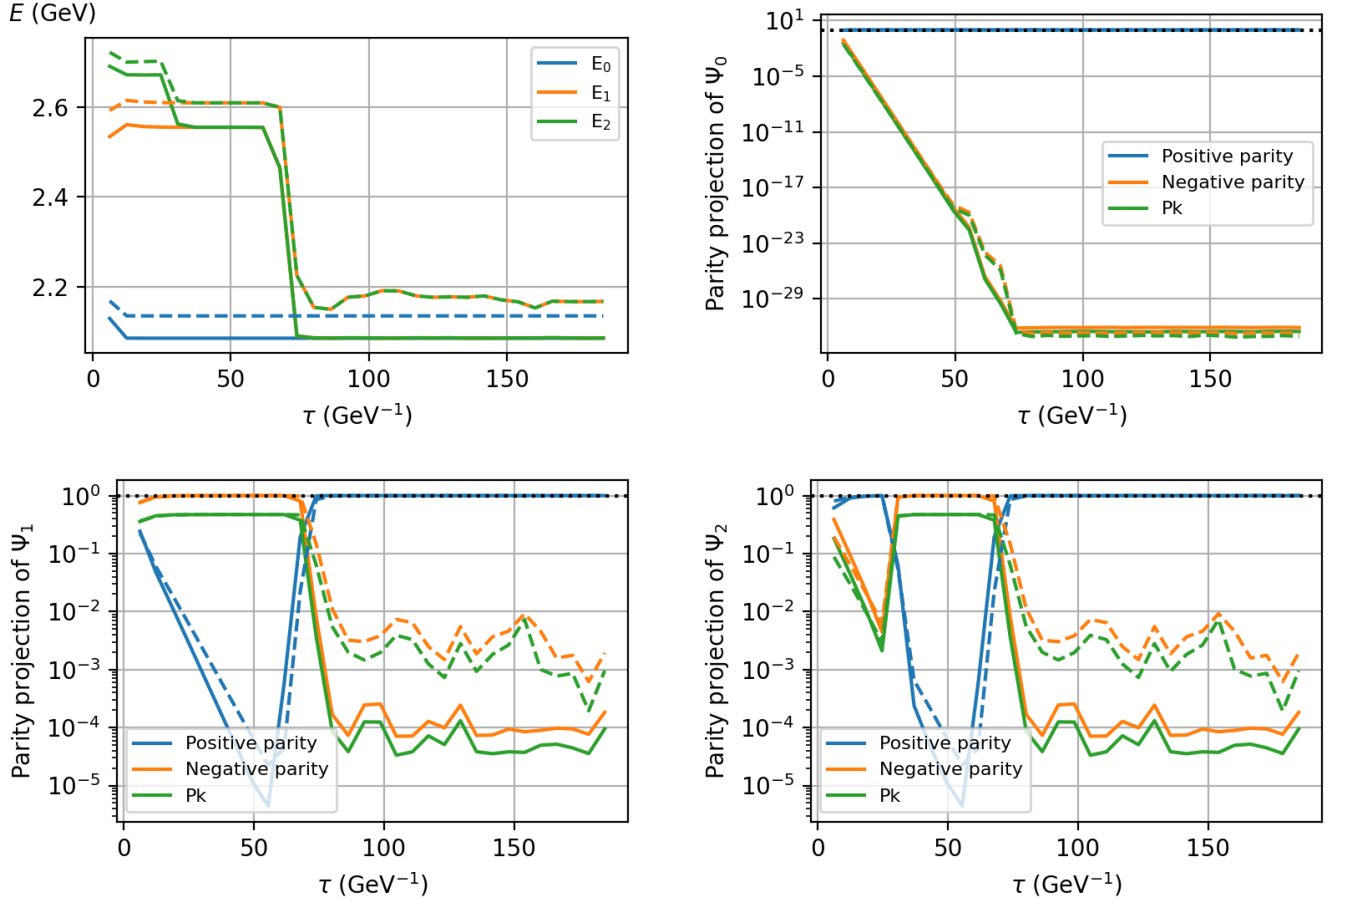 E (GeV)
2.6
2.4
2.2
0 50 100 150
τ (GeV⁻¹)
E₀
E₁
E₂
Parity projection of Ψ₀
10¹
10⁻⁵
10⁻¹¹
10⁻¹⁷
10⁻²³
10⁻²⁹
0 50 100 150
τ (GeV⁻¹)
Positive parity
Negative parity
Pk
Parity projection of Ψ₁
10⁰
10⁻¹
10⁻²
10⁻³
10⁻⁴
10⁻⁵
0 50 100 150
τ (GeV⁻¹)
Positive parity
Negative parity
Pk
Parity projection of Ψ₂
10⁰
10⁻¹
10⁻²
10⁻³
10⁻⁴
10⁻⁵
0 50 100 150
τ (GeV⁻¹)
Positive parity
Negative parity
Pk